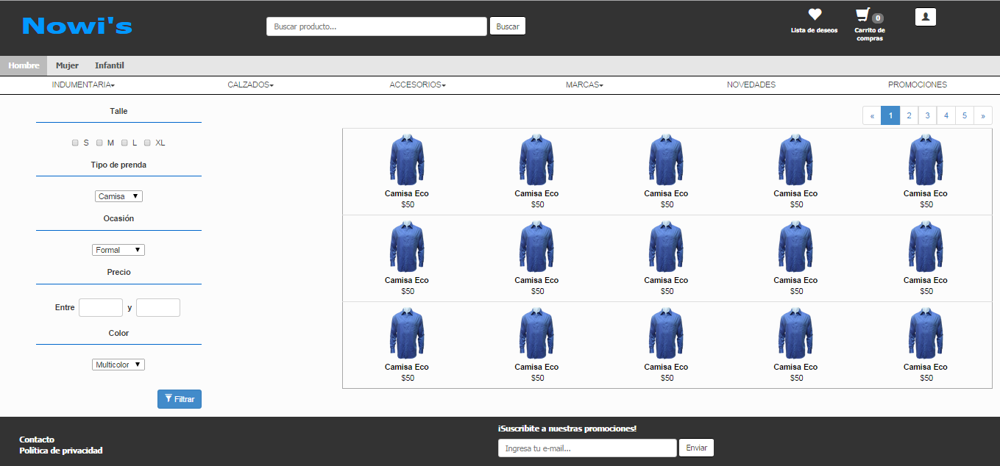 Nowi's
Buscar producto... Buscar
Lista de deseos
0
Carrito de
compras
Hombre Mujer Infantil
INDUMENTARIA CALZADOS ACCESORIOS MARCAS NOVEDADES PROMOCIONES
Talle
S M L XL
Tipo de prenda
Camisa
Ocasión
Formal
Precio
Entre y
Color
Multicolor
Filtrar
« 1 2 3 4 5 »
Camisa Eco Camisa Eco Camisa Eco Camisa Eco Camisa Eco
$50 $50 $50 $50 $50
Camisa Eco Camisa Eco Camisa Eco Camisa Eco Camisa Eco
$50 $50 $50 $50 $50
Camisa Eco Camisa Eco Camisa Eco Camisa Eco Camisa Eco
$50 $50 $50 $50 $50
Contacto
Política de privacidad
¡Suscribite a nuestras promociones!
Ingresa tu e-mail... Enviar